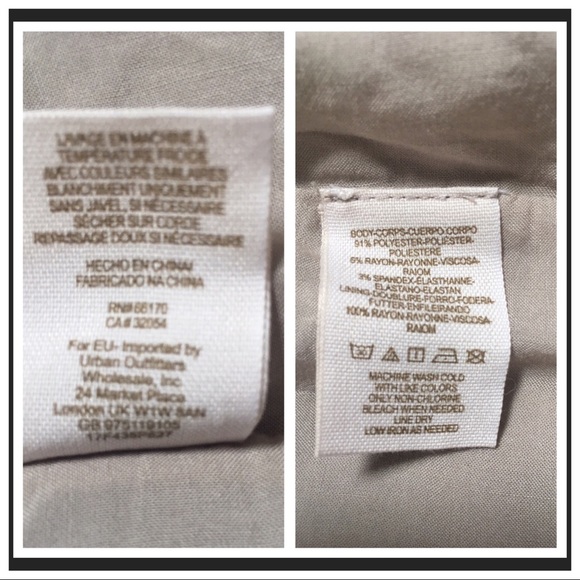 LAVAGE EN MACHINE À
TEMPÉRATURE FROIDE
AVEC COULEURS SIMILAIRES
BLANCHIMENT UNIQUEMENT
SANS JAVEL, SI NÉCESSAIRE
SÉCHER SUR CORDE
REPASSAGE DOUX SI NÉCESSAIRE
HECHO EN CHINA/
FABRICADO NA CHINA
RN# 66170
CA# 32054
For EU- Imported by
Urban Outfitters
Wholesale, Inc
24 Market Place
London UK W1W 8AN
GB 975119105
BODY-CORPS-CUERPO-CORPO
91% POLYESTER-POLIESTER-
POLIESTERE
6% RAYON-RAYONNE-VISCOSA-
RAIOM
3% SPANDEX-ÉLASTHANNE-
ELASTANO-ELASTAN
LINING-DOUBLURE-FORRO-FODERA-
FUTTER-ENFILEIRANDO
100% RAYON-RAYONNE-VISCOSA-
RAIOM
MACHINE WASH COLD
WITH LIKE COLORS
ONLY NON-CHLORINE
BLEACH WHEN NEEDED
LINE DRY
LOW IRON AS NEEDED